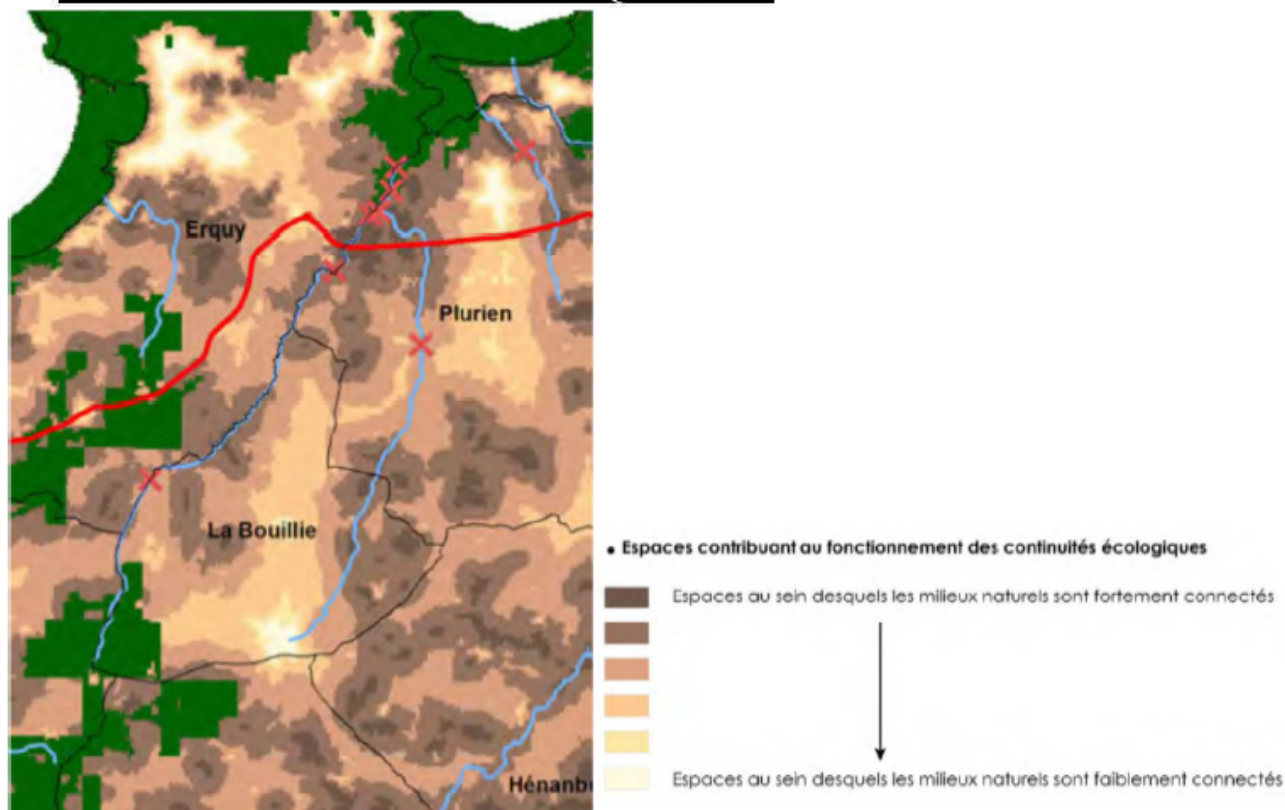 Erquy
Plurien
La Bouillie
Hénanb
• Espaces contribuant au fonctionnement des continuités écologiques
Espaces au sein desquels les milieux naturels sont fortement connectés
Espaces au sein desquels les milieux naturels sont faiblement connectés